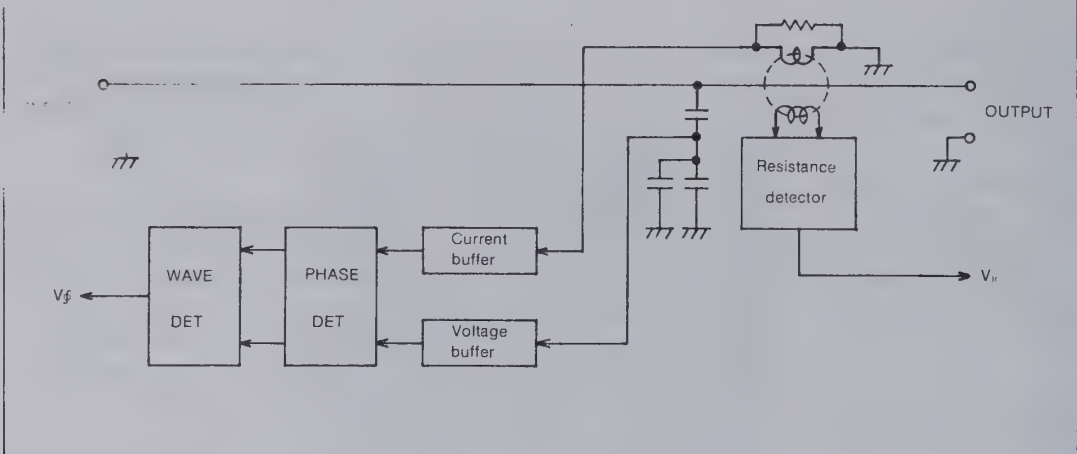 OUTPUT
Resistance
detector
Current
buffer
WAVE
DET
PHASE
DET
Voltage
buffer